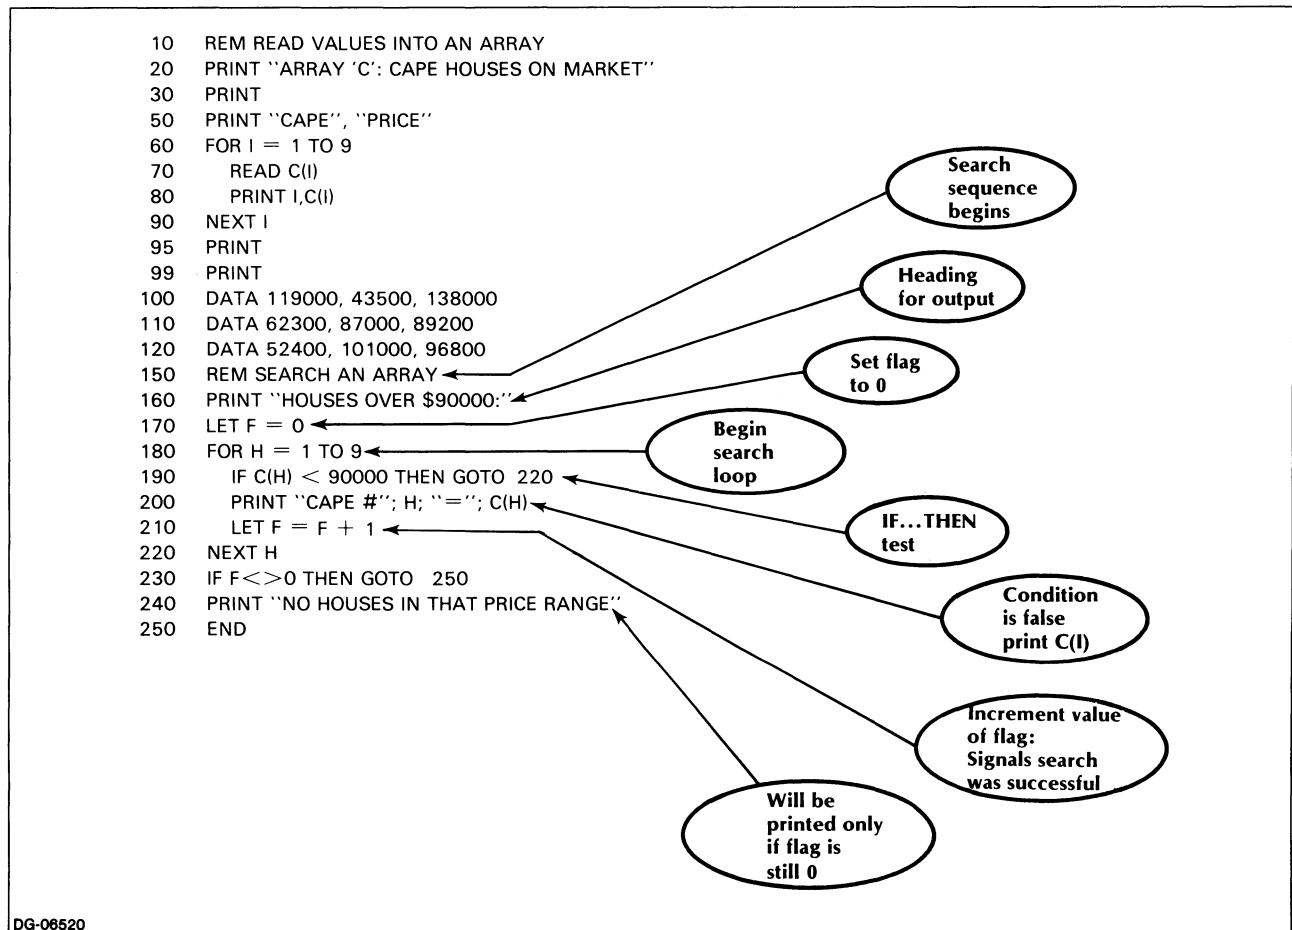 10 REM READ VALUES INTO AN ARRAY
20 PRINT ``ARRAY 'C': CAPE HOUSES ON MARKET''
30 PRINT
50 PRINT ``CAPE'', ``PRICE''
60 FOR I = 1 TO 9
70 READ C(I)
80 PRINT I,C(I)
90 NEXT I
95 PRINT
99 PRINT
100 DATA 119000, 43500, 138000
110 DATA 62300, 87000, 89200
120 DATA 52400, 101000, 96800
150 REM SEARCH AN ARRAY
160 PRINT ``HOUSES OVER $90000:''
170 LET F = 0
180 FOR H = 1 TO 9
190 IF C(H) < 90000 THEN GOTO 220
200 PRINT ``CAPE #''; H; ``=''; C(H)
210 LET F = F + 1
220 NEXT H
230 IF F<>0 THEN GOTO 250
240 PRINT ``NO HOUSES IN THAT PRICE RANGE''
250 END
Search
sequence
begins
Heading
for output
Set flag
to 0
Begin
search
loop
IF...THEN
test
Condition
is false
print C(I)
Increment value
of flag:
Signals search
was successful
Will be
printed only
if flag is
still 0
DG-06520